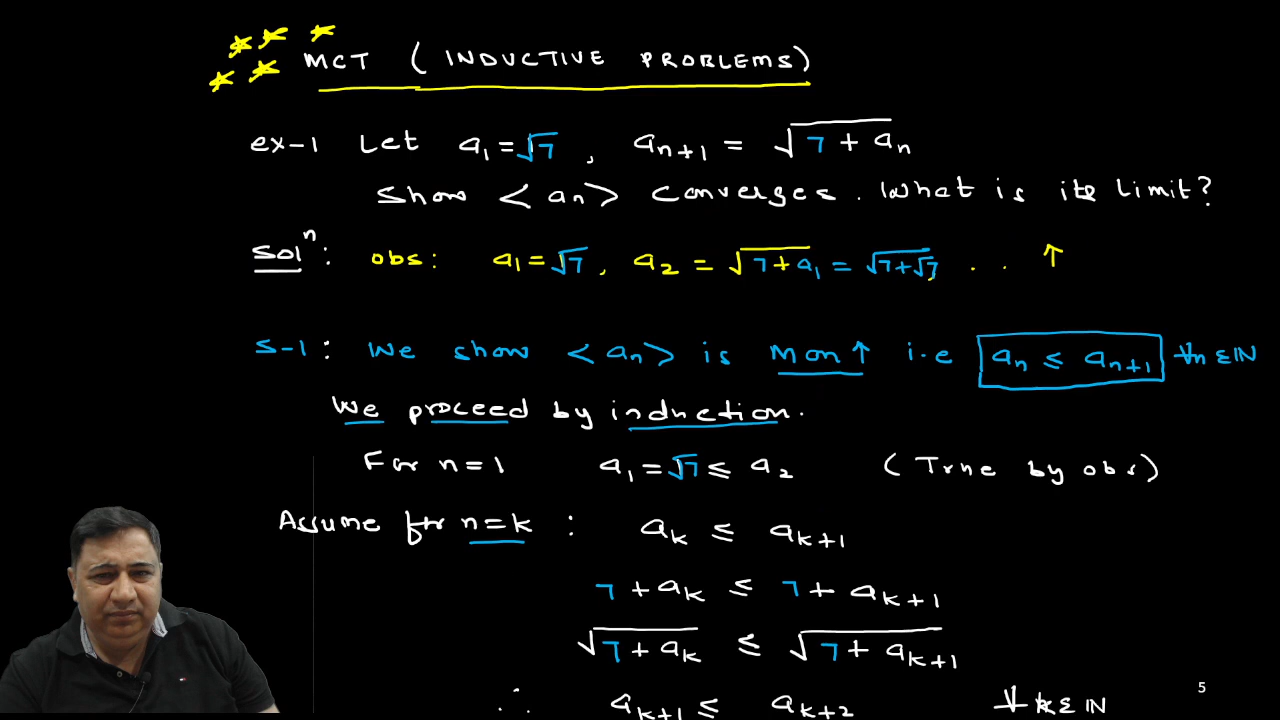 MCT (INDUCTIVE PROBLEMS)
ex-1 Let a₁ = √7, aₙ₊₁ = √(7 + aₙ)
Show <aₙ> converges. What is its limit?
Solⁿ: obs: a₁ = √7, a₂ = √(7 + a₁) = √(7+√7), . . ↑
S-1: We show <aₙ> is Mon ↑ i.e aₙ ≤ aₙ₊₁ ∀n ∈ IN
We proceed by induction.
For n = 1 a₁ = √7 ≤ a₂ (True by obs)
Assume for n = k : aₖ ≤ aₖ₊₁
7 + aₖ ≤ 7 + aₖ₊₁
√(7 + aₖ) ≤ √(7 + aₖ₊₁)
∴ aₖ₊₁ ≤ aₖ₊₂ ∀ k ∈ IN
5